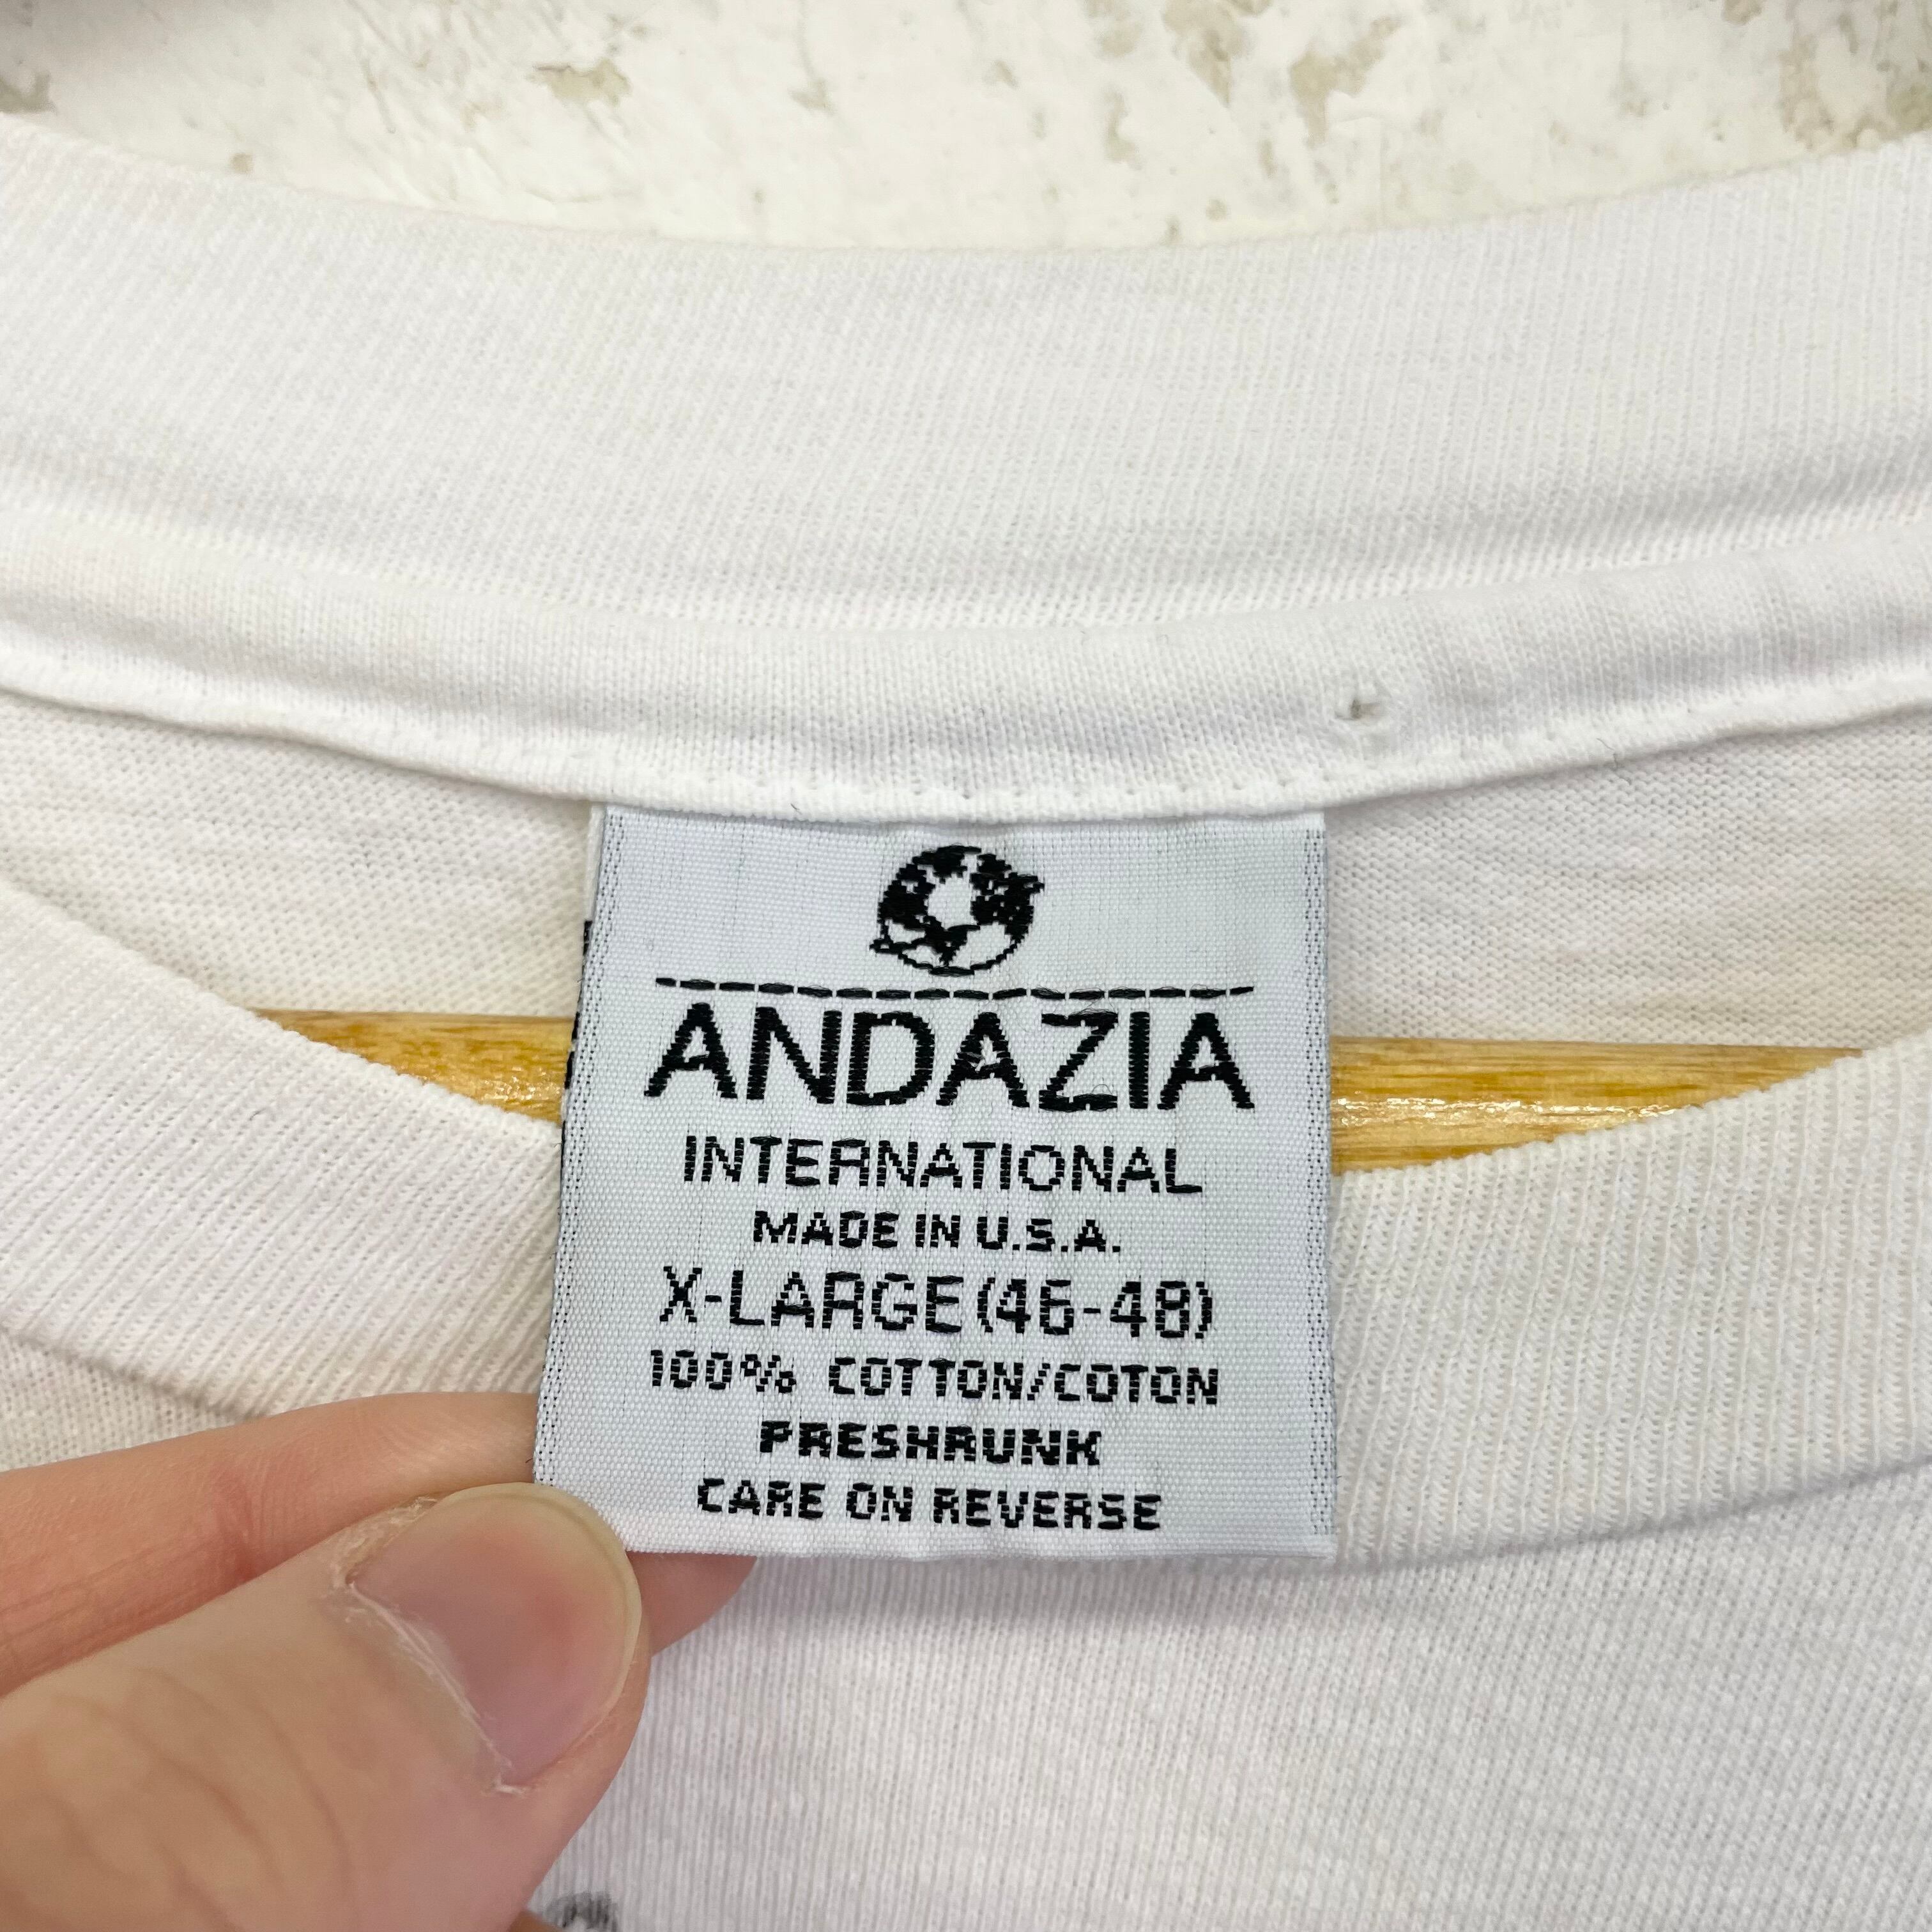 ANDAZIA
INTERNATIONAL
MADE IN U.S.A.
X-LARGE (46-48)
100% COTTON/COTON
PRESHRUNK
CARE ON REVERSE